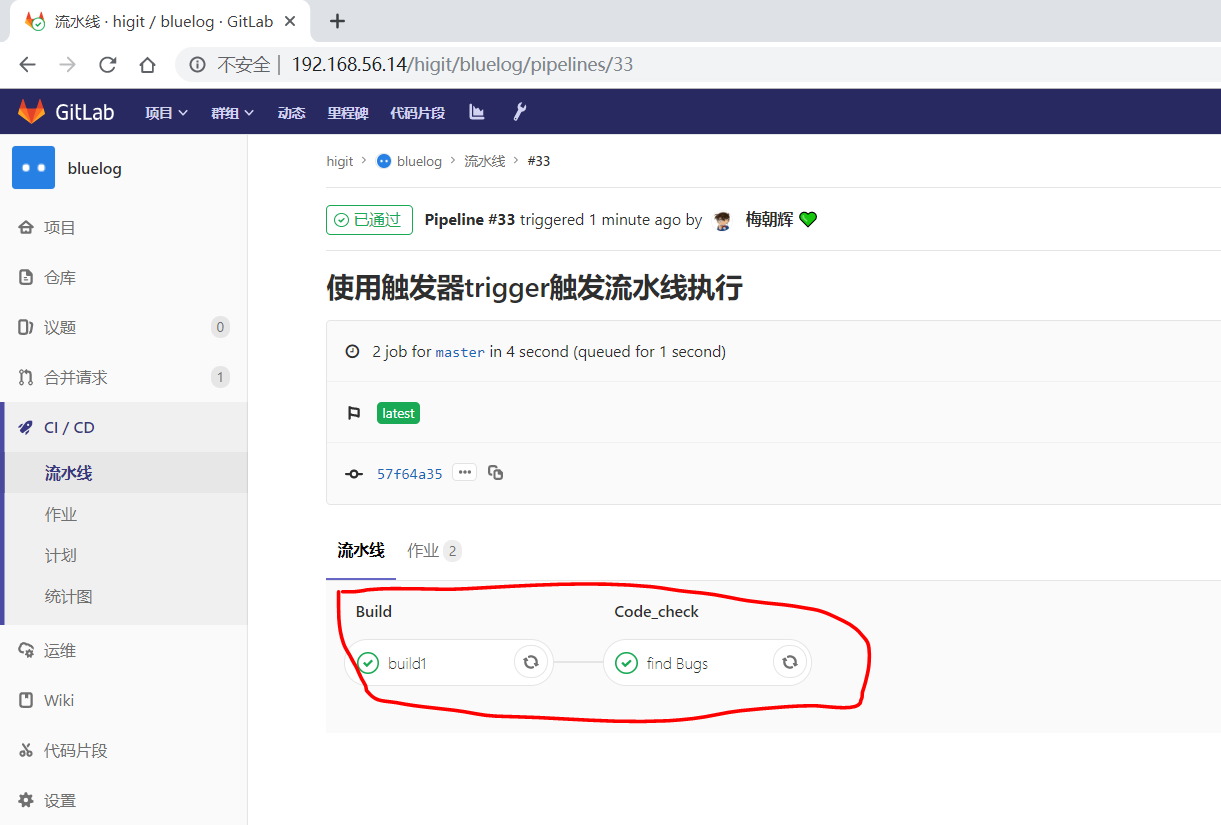 流水线 · higit / bluelog · GitLab
不安全 | 192.168.56.14/higit/bluelog/pipelines/33
GitLab 项目 群组 动态 里程碑 代码片段
bluelog
项目
仓库
议题 0
合并请求 1
CI / CD
流水线
作业
计划
统计图
运维
Wiki
代码片段
设置
higit > bluelog > 流水线 > #33
已通过 Pipeline #33 triggered 1 minute ago by 梅朝辉 💚
使用触发器trigger触发流水线执行
2 job for master in 4 second (queued for 1 second)
latest
57f64a35 ···
流水线 作业 2
Build Code_check
build1 find Bugs